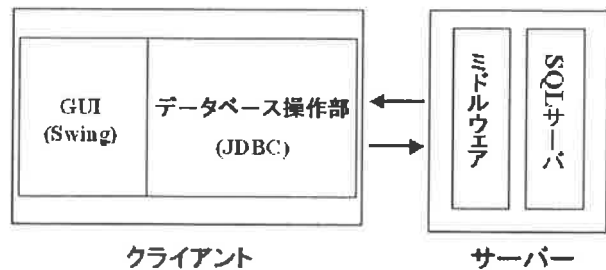 GUI
(Swing)
データベース操作部
(JDBC)
ミドルウェア
SQLサーバ
クライアント
サーバー